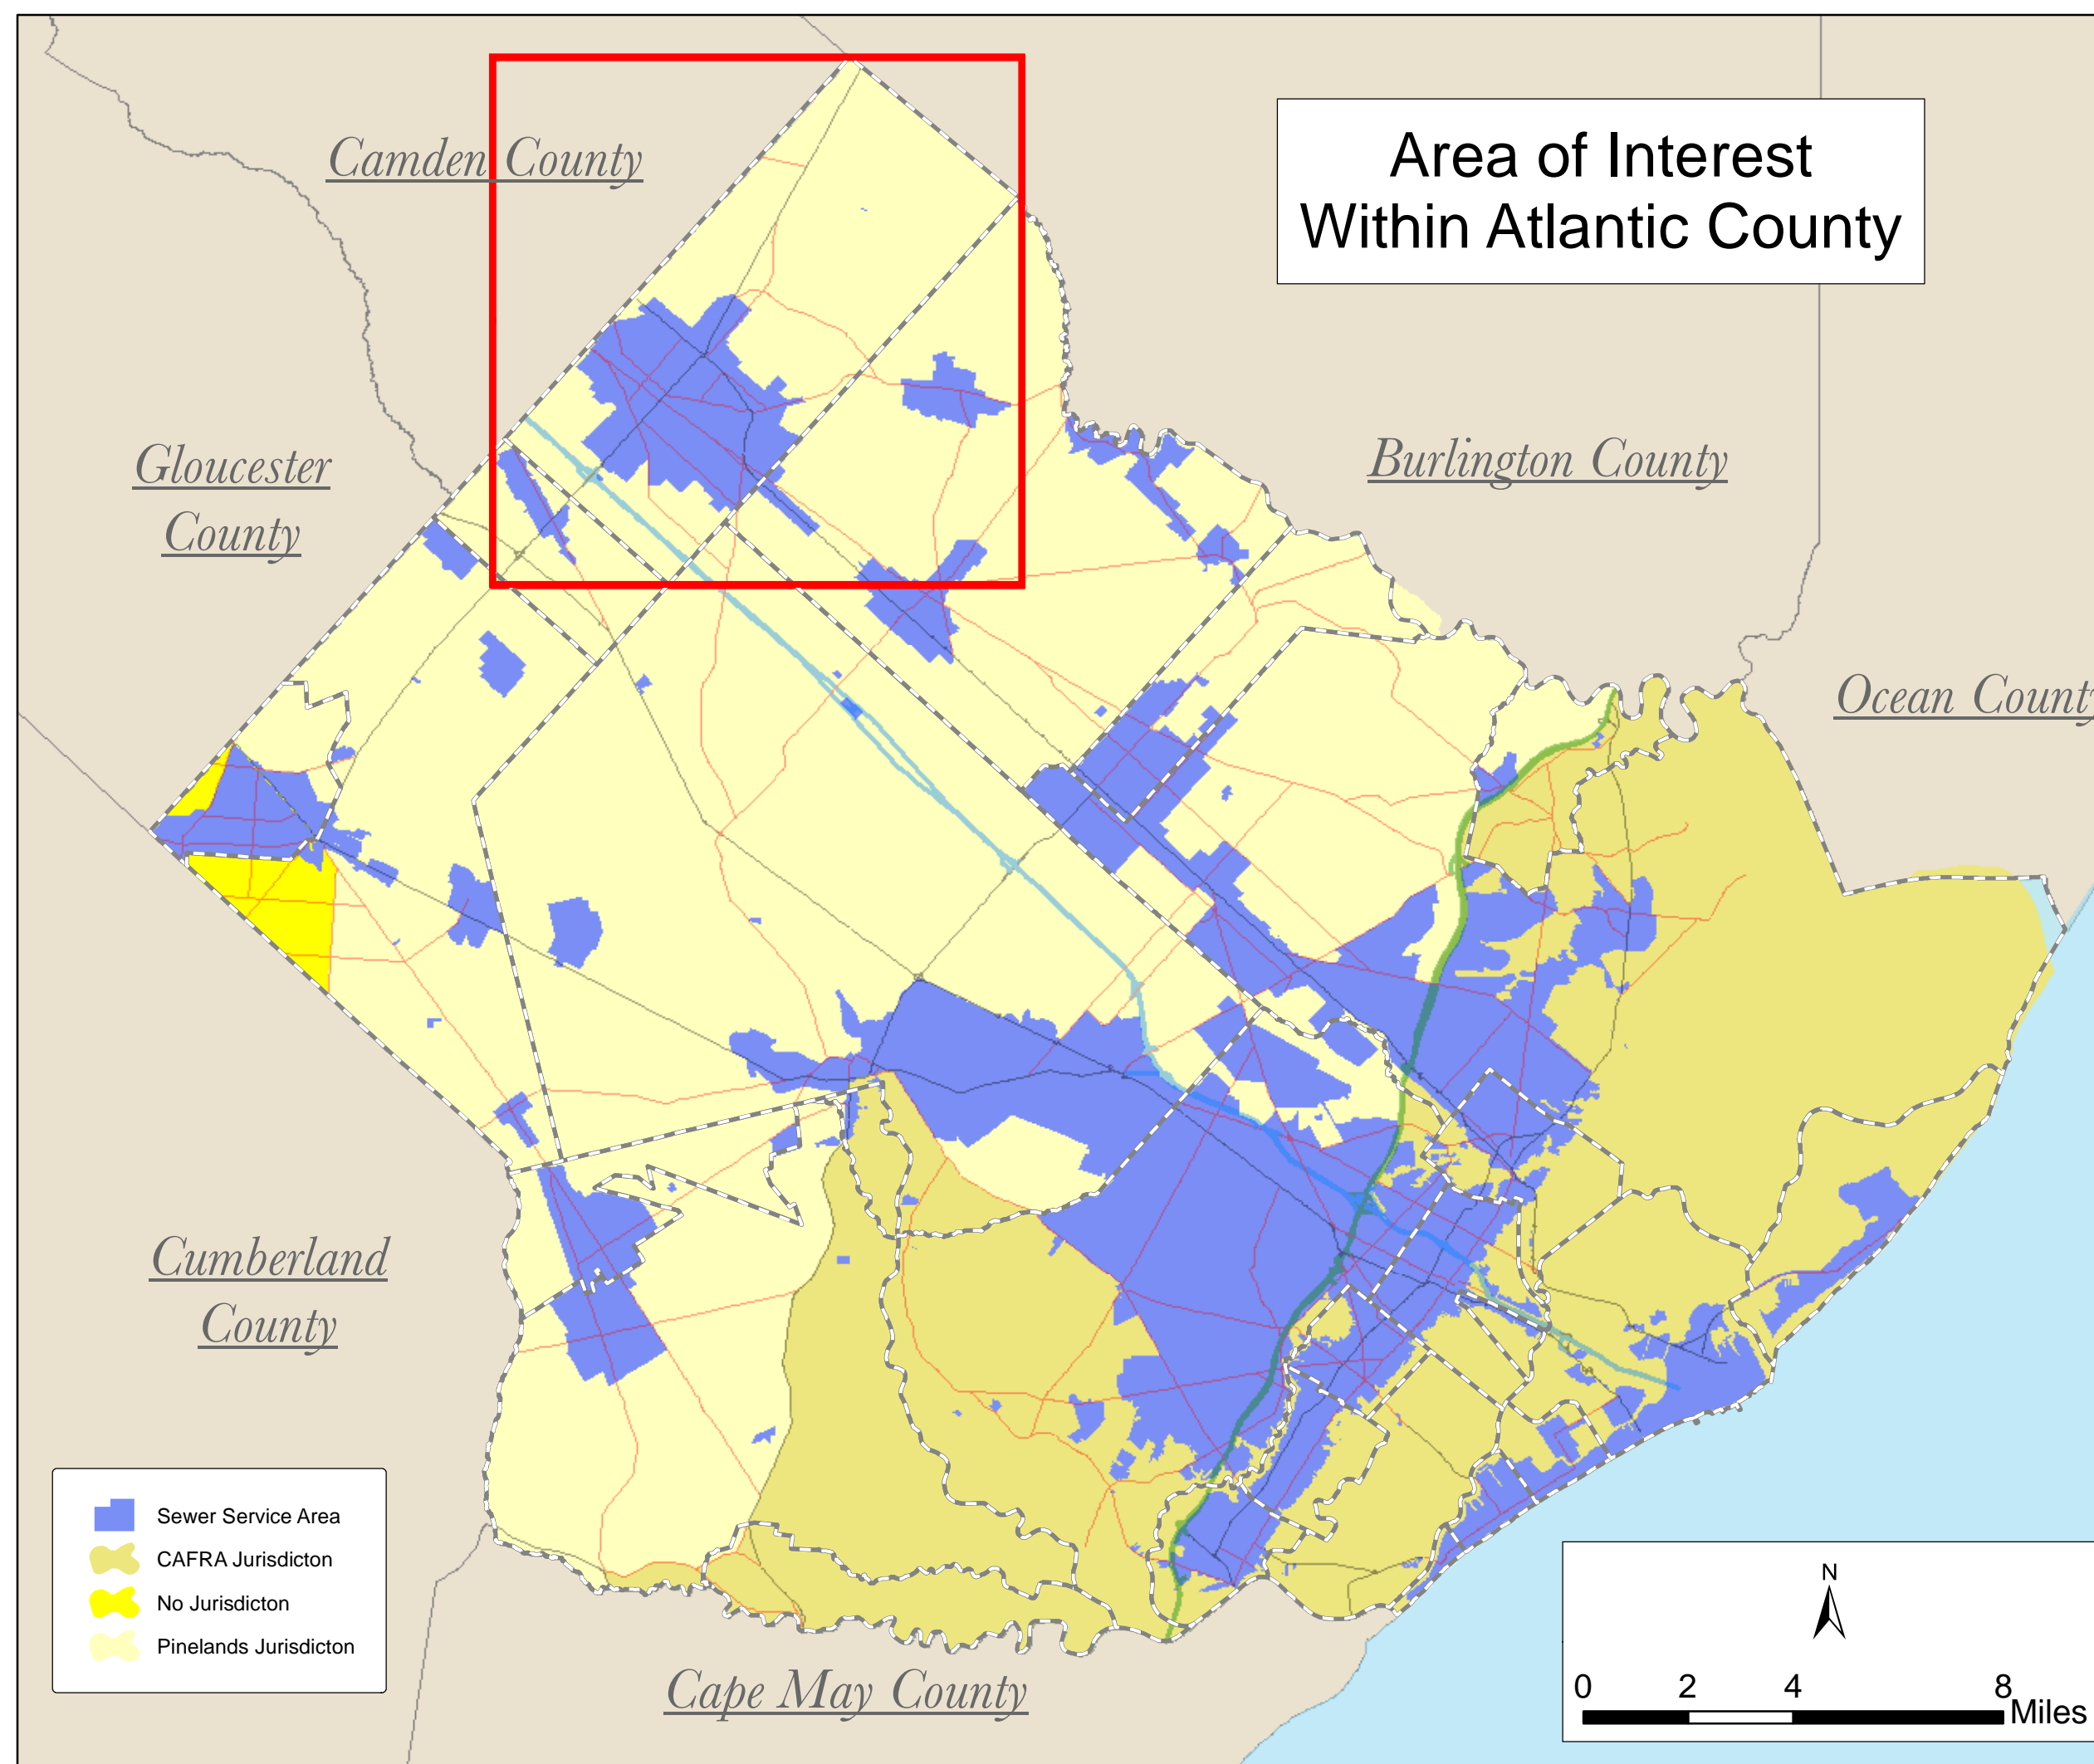 Area of Interest
Within Atlantic County
Camden County
Gloucester
County
Burlington County
Ocean County
Cumberland
County
Cape May County
Sewer Service Area
CAFRA Jurisdicton
No Jurisdicton
Pinelands Jurisdicton
N
0 2 4 8
Miles